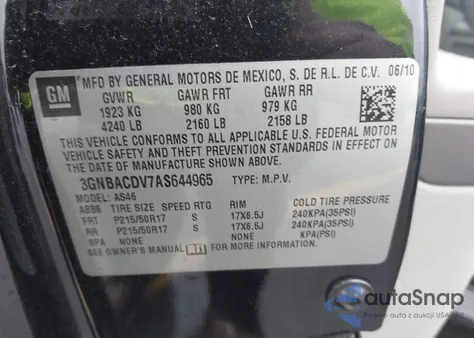 GM
MFD BY GENERAL MOTORS DE MEXICO, S. DE R.L. DE C.V. 06/10
GVWR GAWR FRT GAWR RR
1923 KG 980 KG 979 KG
4240 LB 2160 LB 2158 LB
THIS VEHICLE CONFORMS TO ALL APPLICABLE U.S. FEDERAL MOTOR
VEHICLE SAFETY AND THEFT PREVENTION STANDARDS IN EFFECT ON
THE DATE OF MANUFACTURE SHOWN ABOVE.
3GNBACDV7AS644965 TYPE: M.P.V.
MODEL: AS46
ABB6 TIRE SIZE SPEED RTG RIM COLD TIRE PRESSURE
FRT P215/50R17 S 17X6.5J 240KPA(35PSI)
RR P215/50R17 S 17X6.5J 240KPA(35PSI)
SPA NONE NONE KPA(PSI)
SEE OWNER'S MANUAL FOR MORE INFORMATION.
autoSnap
Dane z aukcji USA